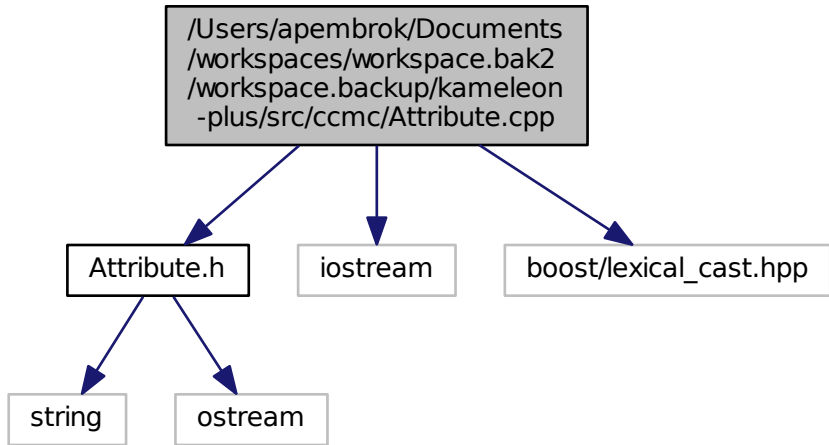 /Users/apembrok/Documents
/workspaces/workspace.bak2
/workspace.backup/kameleon
-plus/src/ccmc/Attribute.cpp
Attribute.h
iostream
boost/lexical_cast.hpp
string
ostream